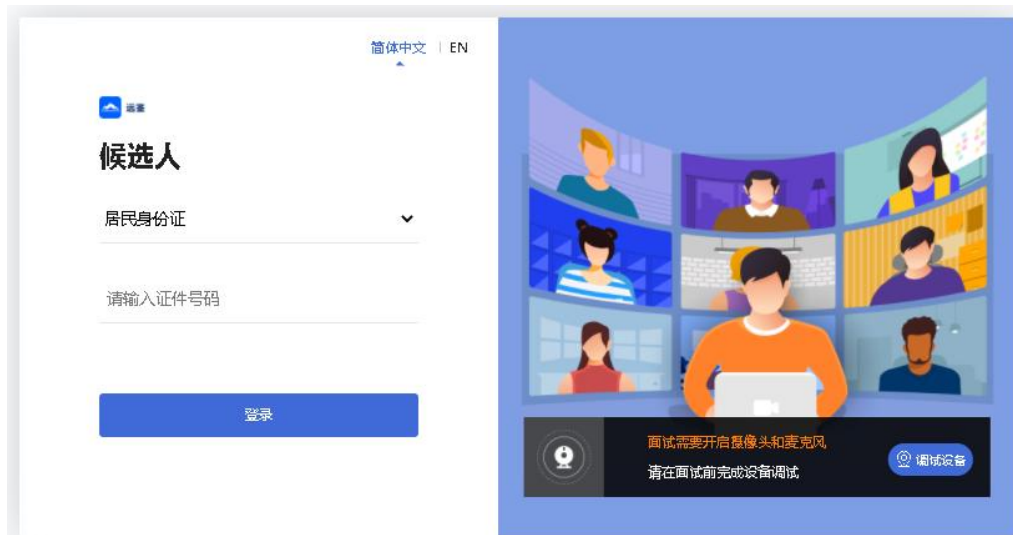 简体中文 | EN
候选人
居民身份证
请输入证件号码
登录
面试需要开启摄像头和麦克风,
请在面试前完成设备调试
调试设备